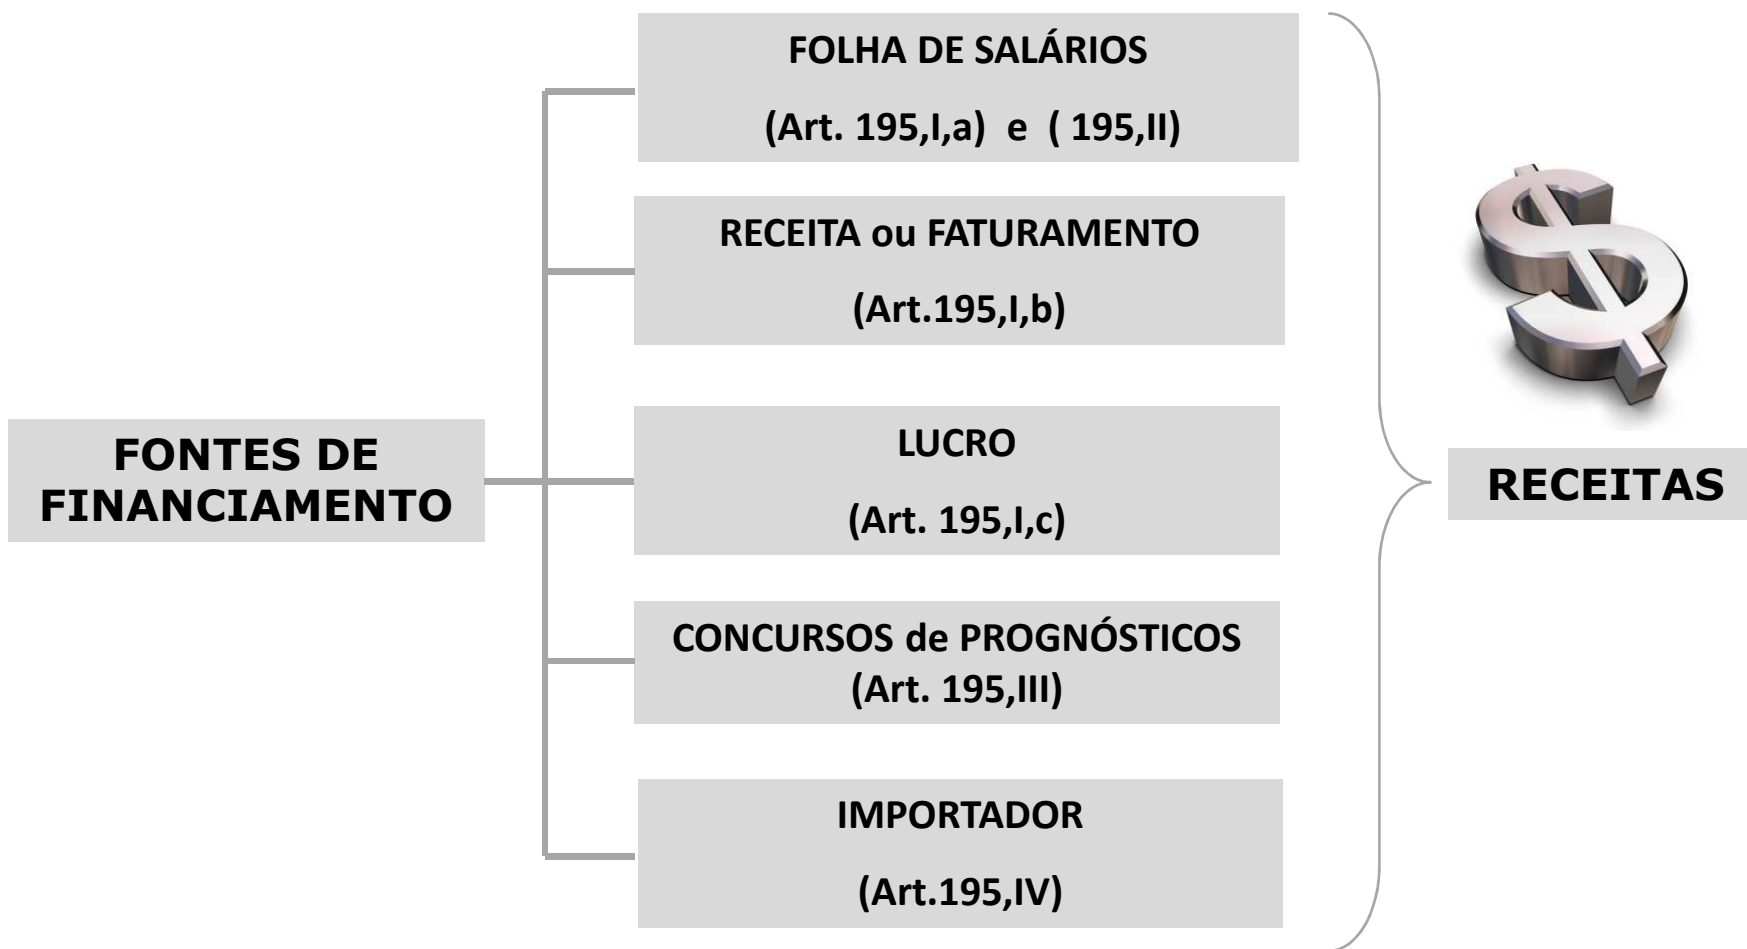 FOLHA DE SALÁRIOS
(Art. 195,I,a) e ( 195,II)
RECEITA ou FATURAMENTO
(Art.195,I,b)
FONTES DE
FINANCIAMENTO
LUCRO
(Art. 195,I,c)
RECEITAS
CONCURSOS de PROGNÓSTICOS
(Art. 195,III)
IMPORTADOR
(Art.195,IV)